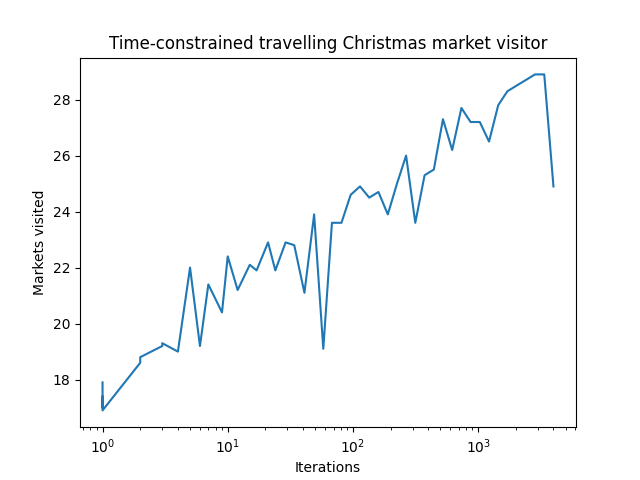 Time-constrained travelling Christmas market visitor
Markets visited
28
26
24
22
20
18
10⁰ 10¹ 10² 10³
Iterations